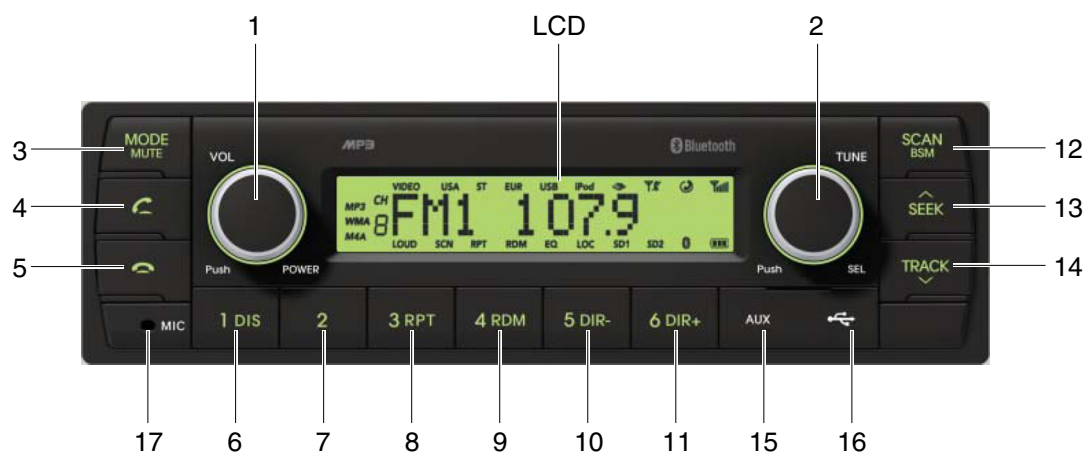 1 LCD 2
3 MODE MUTE
VOL
MP3
Bluetooth
TUNE
SCAN BSM 12
VIDEO USA ST EUR USB iPod
MP3 CH
WMA 8 FM1 107.9
M4A
LOUD SCN RPT RDM EQ LOC SD1 SD2
4
SEEK 13
5
Push POWER
Push SEL
TRACK 14
MIC
1 DIS 2 3 RPT 4 RDM 5 DIR- 6 DIR+ AUX
17 6 7 8 9 10 11 15 16